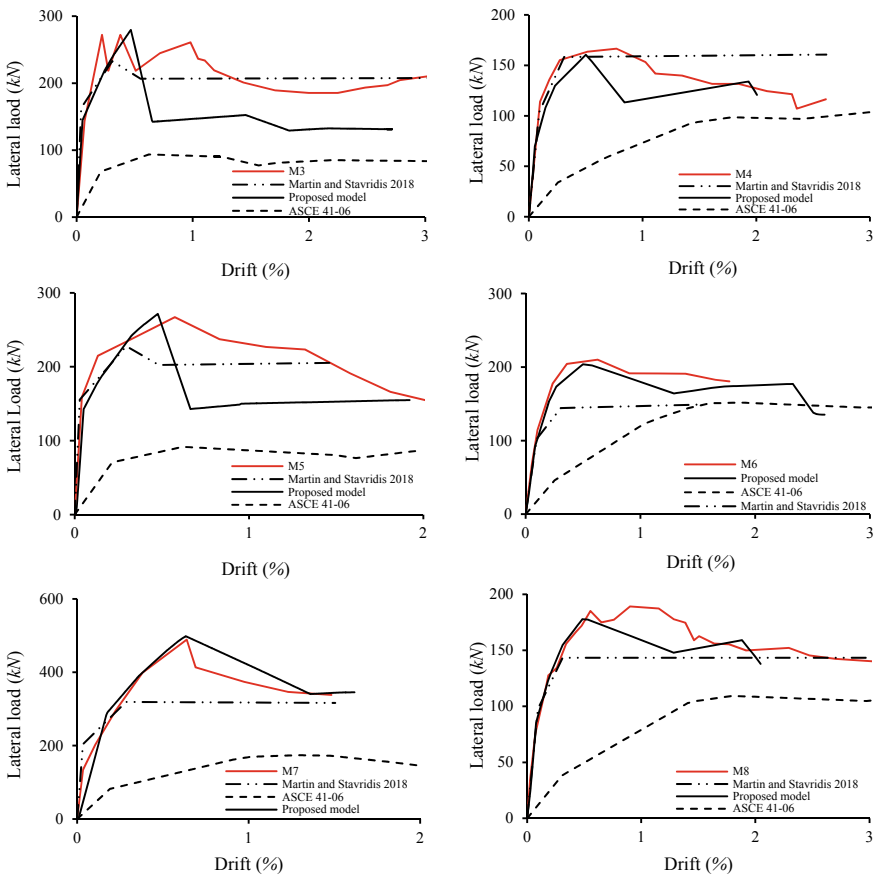 300
200
100
0
0
1
2
3
Lateral laod (kN)
Drift (%)
M3
Martin and Stavridis 2018
Proposed model
ASCE 41-06
200
150
100
50
0
0
1
2
3
Lateral load (kN)
Drift (%)
M4
Martin and Stavridis 2018
Proposed model
ASCE 41-06
300
200
100
0
0
1
2
Lateral Load (kN)
Drift (%)
M5
Martin and Stavridis 2018
Proposed model
ASCE 41-06
300
200
100
0
0
1
2
3
Lateral load (kN)
Drift (%)
M6
Proposed model
ASCE 41-06
Martin and Stavridis 2018
600
400
200
0
0
1
2
Lateral load (kN)
Drift (%)
M7
Martin and Stavridis 2018
ASCE 41-06
Proposed model
200
150
100
50
0
0
1
2
3
Lateral load (kN)
Drift (%)
M8
Martin and Stavridis 2018
Proposed model
ASCE 41-06